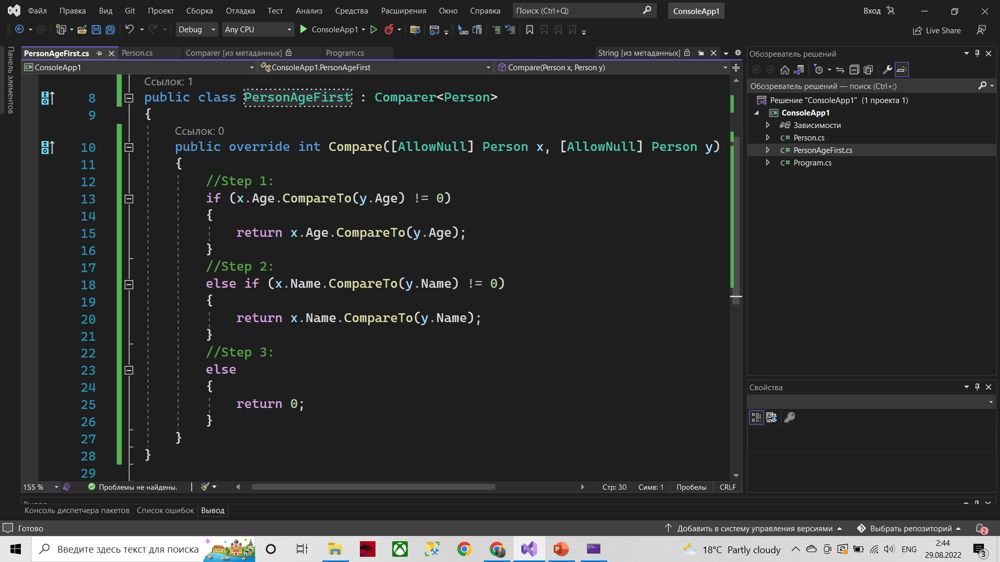 Файл Правка Вид Git Проект Сборка Отладка Тест Анализ Средства Расширения Окно Справка Поиск (Ctrl+Q) ConsoleApp1 Вход
Debug Any CPU ConsoleApp1 Live Share
Панель элементов
PersonAgeFirst.cs Person.cs Comparer [из метаданных] Program.cs String [из метаданных]
ConsoleApp1 ConsoleApp1.PersonAgeFirst Compare(Person x, Person y)
Ссылок: 1
8 public class PersonAgeFirst : Comparer<Person>
9 {
Ссылок: 0
10 public override int Compare([AllowNull] Person x, [AllowNull] Person y)
11 {
12 //Step 1:
13 if (x.Age.CompareTo(y.Age) != 0)
14 {
15 return x.Age.CompareTo(y.Age);
16 }
17 //Step 2:
18 else if (x.Name.CompareTo(y.Name) != 0)
19 {
20 return x.Name.CompareTo(y.Name);
21 }
22 //Step 3:
23 else
24 {
25 return 0;
26 }
27 }
28 }
29
155 % Проблемы не найдены. Стр: 30 Симв: 1 Пробелы CRLF
Обозреватель решений
Обозреватель решений — поиск (Ctrl+;)
Решение "ConsoleApp1" (1 проекта 1)
C# ConsoleApp1
Зависимости
C# Person.cs
C# PersonAgeFirst.cs
C# Program.cs
Свойства
Вывод
Консоль диспетчера пакетов Список ошибок Вывод
Готово Добавить в систему управления версиями Выбрать репозиторий 2
Введите здесь текст для поиска 18°C Partly cloudy ENG 2:44
29.08.2022 3